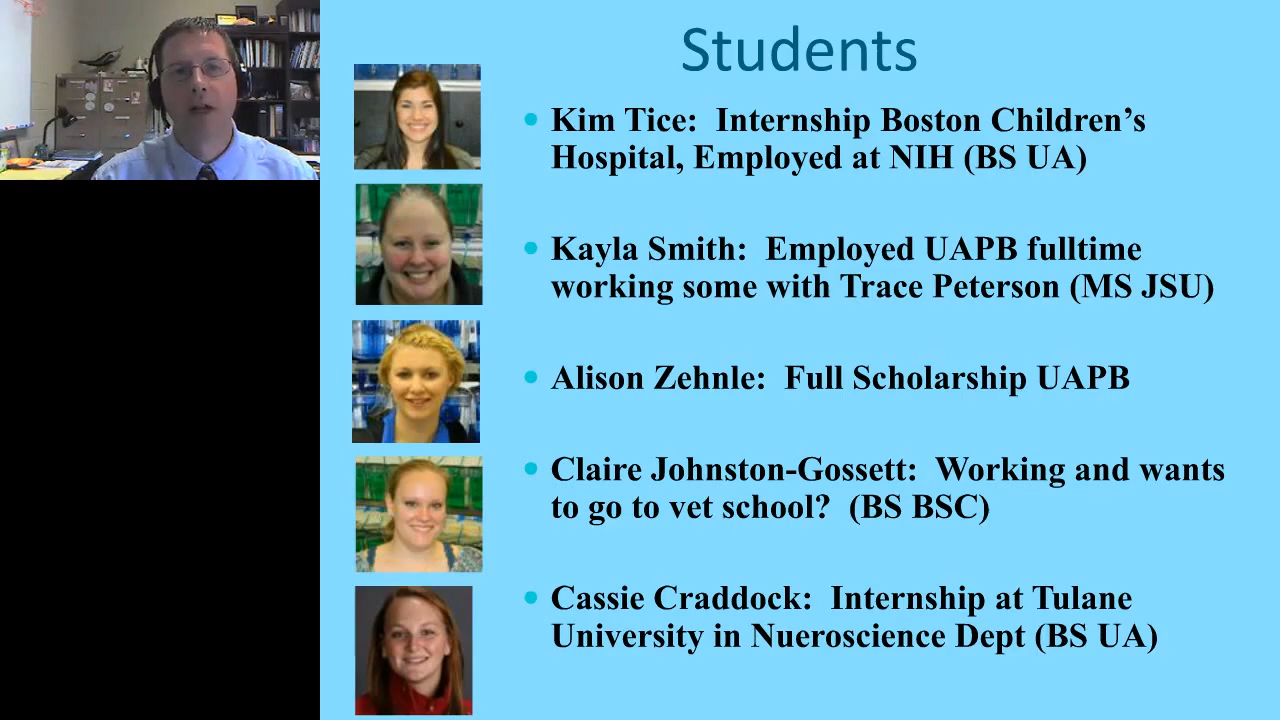 Students
Kim Tice: Internship Boston Children's
Hospital, Employed at NIH (BS UA)
Kayla Smith: Employed UAPB fulltime
working some with Trace Peterson (MS JSU)
Alison Zehnle: Full Scholarship UAPB
Claire Johnston-Gossett: Working and wants
to go to vet school? (BS BSC)
Cassie Craddock: Internship at Tulane
University in Nueroscience Dept (BS UA)